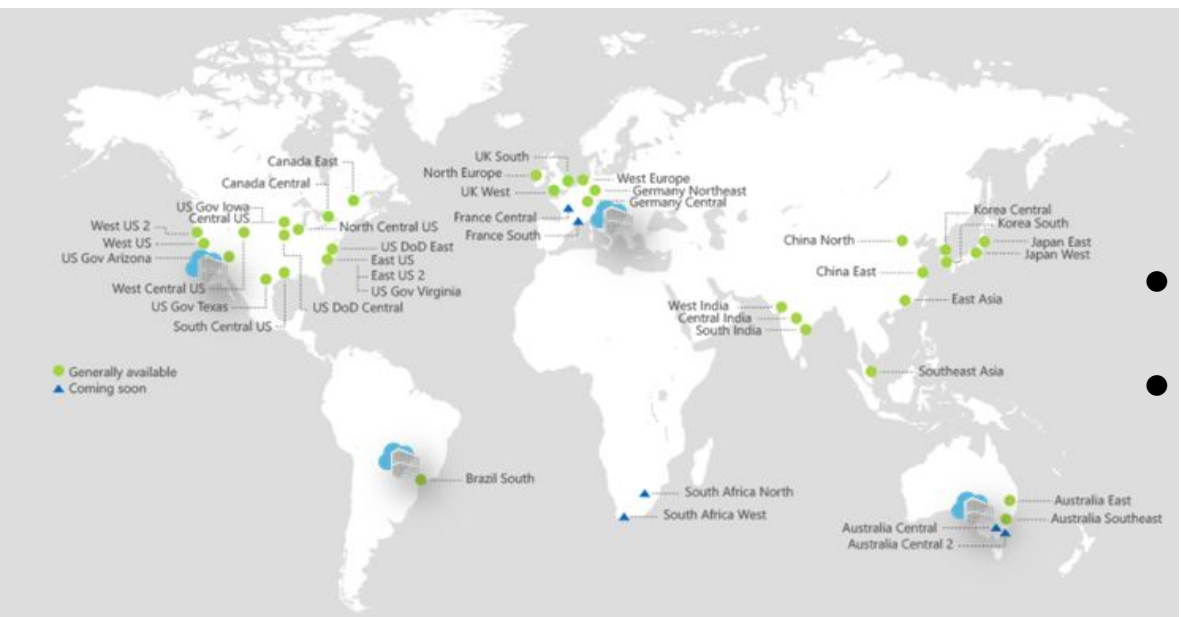 Canada East
Canada Central
US Gov Iowa
Central US
West US 2
West US
US Gov Arizona
North Central US
US DoD East
East US
East US 2
US Gov Virginia
West Central US
US Gov Texas
US DoD Central
South Central US
Generally available
Coming soon
Brazil South
UK South
North Europe
West Europe
UK West
Germany Northeast
Germany Central
France Central
France South
Korea Central
Korea South
China North
Japan East
Japan West
China East
East Asia
West India
Central India
South India
Southeast Asia
South Africa North
South Africa West
Australia East
Australia Southeast
Australia Central
Australia Central 2